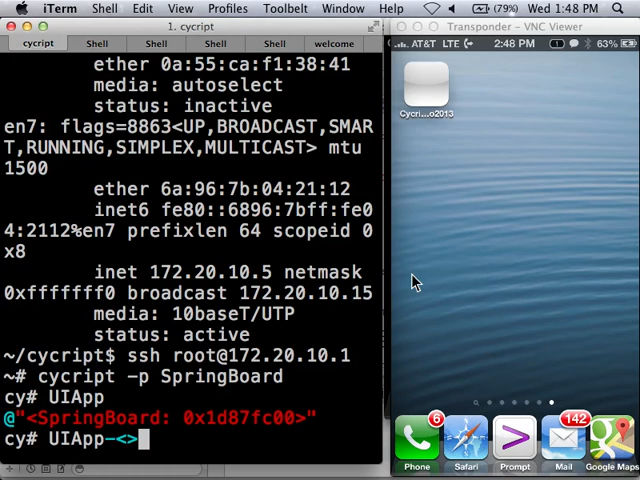 iTerm Shell Edit View Profiles Toolbelt Window Help (79%) Wed 1:48 PM
1. cycript
cycript Shell Shell Shell Shell welcome
ether 0a:55:ca:f1:38:41
media: autoselect
status: inactive
en7: flags=8863<UP,BROADCAST,SMAR
T,RUNNING,SIMPLEX,MULTICAST> mtu
1500
ether 6a:96:7b:04:21:12
inet6 fe80::6896:7bff:fe0
4:2112%en7 prefixlen 64 scopeid 0
x8
inet 172.20.10.5 netmask
0xfffffff0 broadcast 172.20.10.15
media: 10baseT/UTP
status: active
~/cycript$ ssh root@172.20.10.1
~# cycript -p SpringBoard
cy# UIApp
@"<SpringBoard: 0x1d87fc00>"
cy# UIApp-<>
Transponder – VNC Viewer
AT&T LTE 2:48 PM 1 63%
Cycri...o2013
6
142
Phone Safari Prompt Mail Google Maps